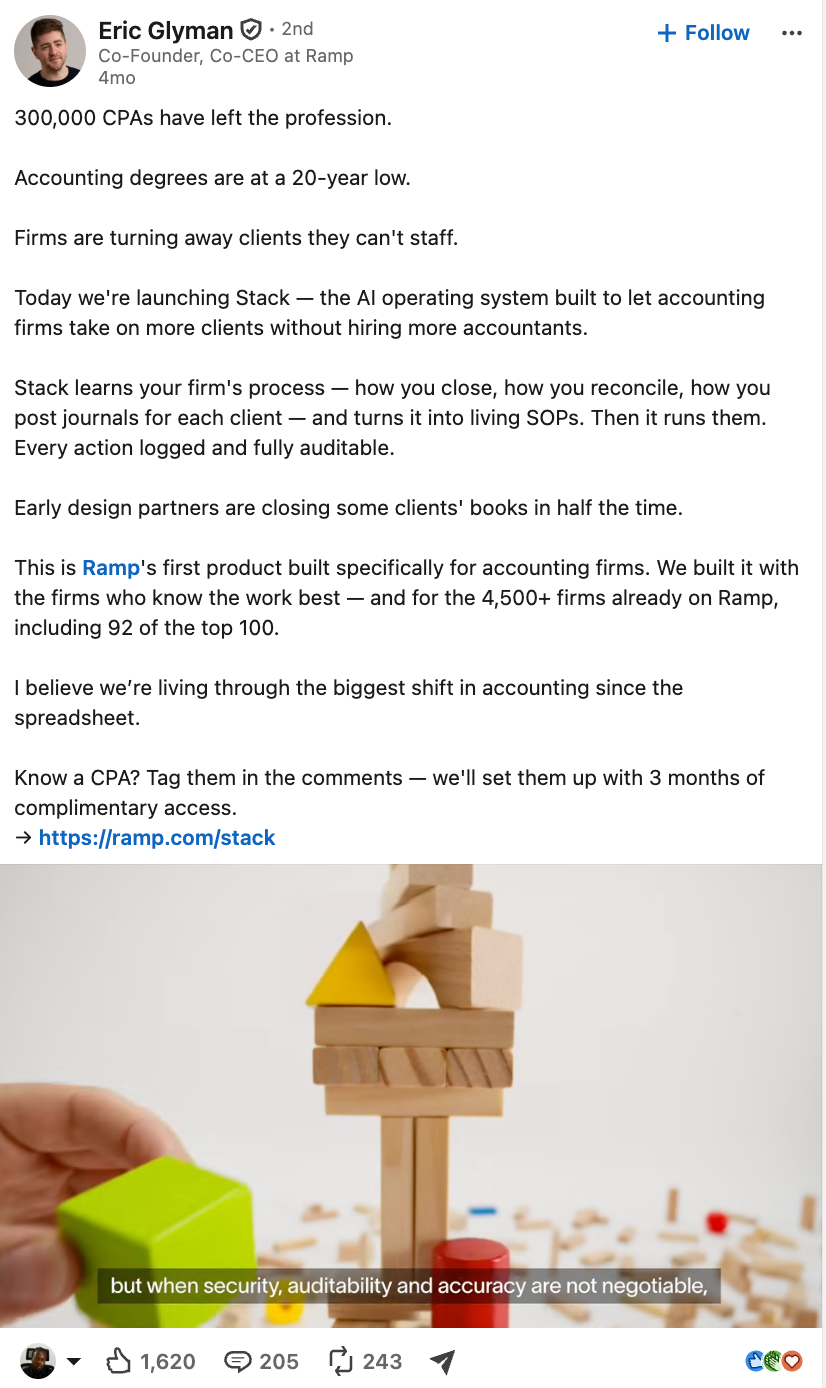 Eric Glyman • 2nd
+ Follow
Co-Founder, Co-CEO at Ramp
4mo
300,000 CPAs have left the profession.
Accounting degrees are at a 20-year low.
Firms are turning away clients they can't staff.
Today we're launching Stack — the AI operating system built to let accounting
firms take on more clients without hiring more accountants.
Stack learns your firm's process — how you close, how you reconcile, how you
post journals for each client — and turns it into living SOPs. Then it runs them.
Every action logged and fully auditable.
Early design partners are closing some clients' books in half the time.
This is Ramp's first product built specifically for accounting firms. We built it with
the firms who know the work best — and for the 4,500+ firms already on Ramp,
including 92 of the top 100.
I believe we’re living through the biggest shift in accounting since the
spreadsheet.
Know a CPA? Tag them in the comments — we'll set them up with 3 months of
complimentary access.
→ https://ramp.com/stack
but when security, auditability and accuracy are not negotiable,
1,620
205
243